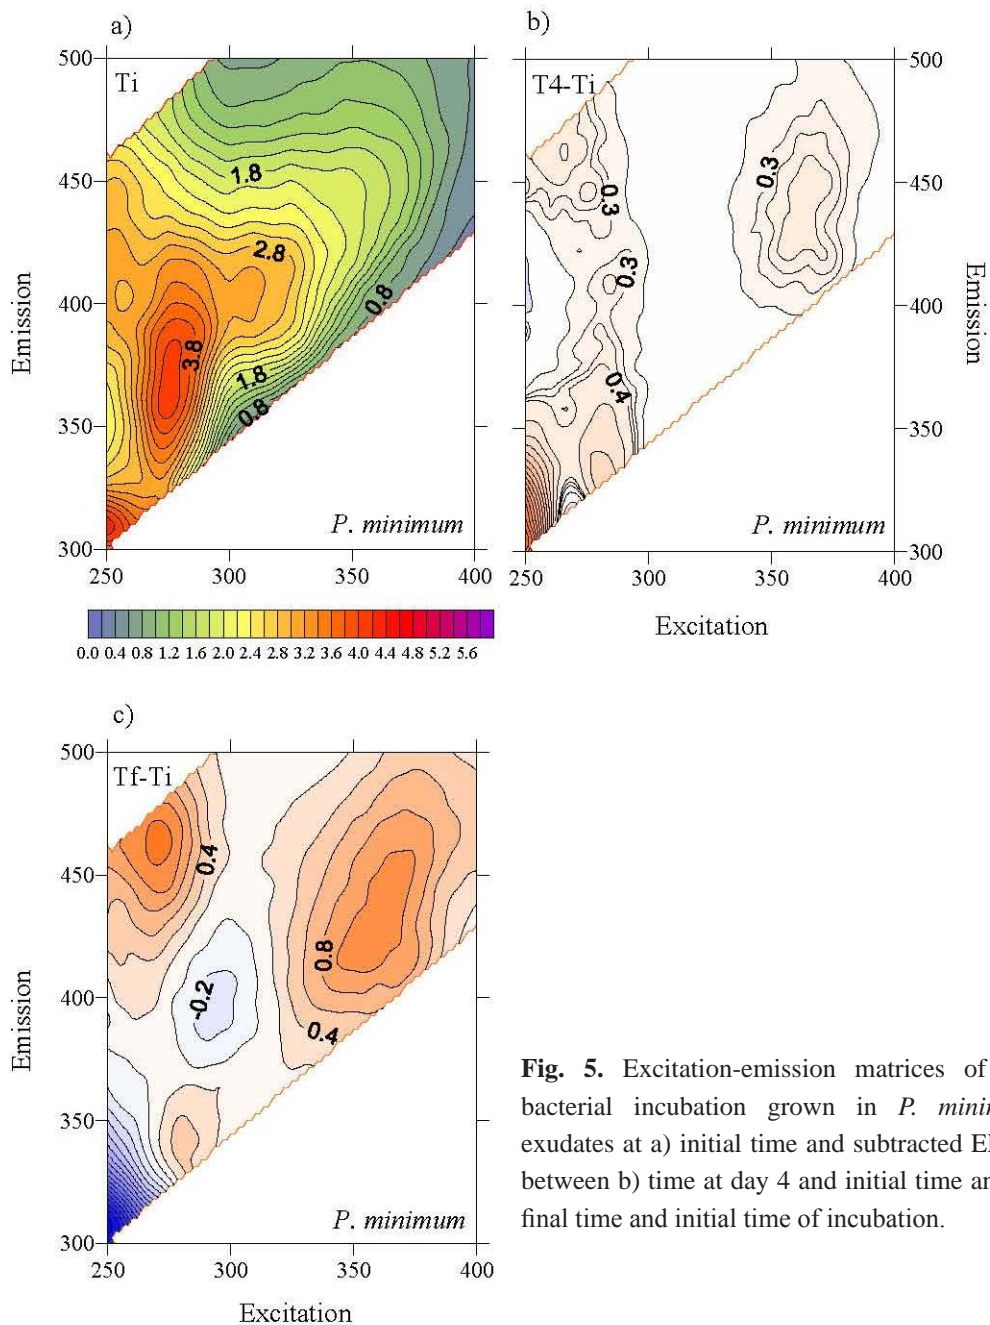 a)
500
Ti
450
400
350
300
250
300
350
400
Emission
1.8
2.8
3.8
0.8
1.8
0.8
P. minimum
0.0 0.4 0.8 1.2 1.6 2.0 2.4 2.8 3.2 3.6 4.0 4.4 4.8 5.2 5.6
b)
500
T4-Ti
450
400
350
300
250
300
350
400
Emission
Excitation
0.3
0.3
0.3
0.4
P. minimum
c)
500
Tf-Ti
450
400
350
300
250
300
350
400
Emission
Excitation
0.4
-0.2
0.8
0.4
P. minimum
Fig. 5. Excitation-emission matrices of
bacterial incubation grown in P. minin
exudates at a) initial time and subtracted E
between b) time at day 4 and initial time an
final time and initial time of incubation.